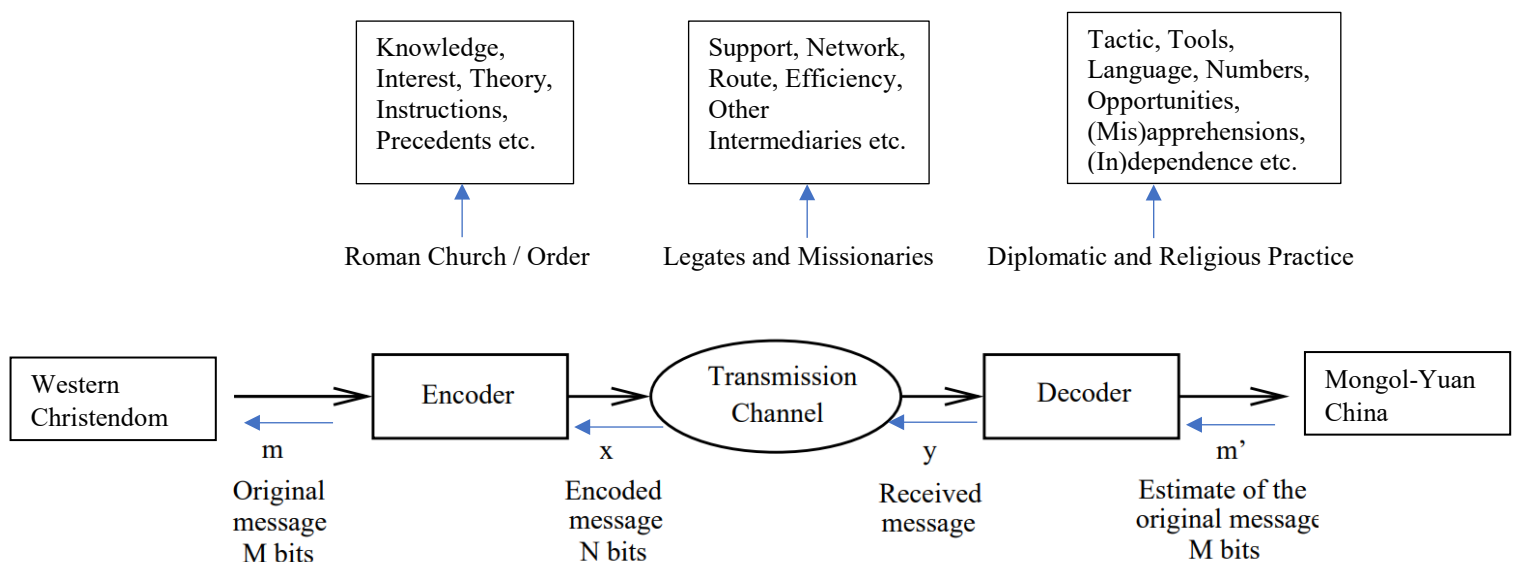 Knowledge,
Interest, Theory,
Instructions,
Precedents etc.
Support, Network,
Route, Efficiency,
Other
Intermediaries etc.
Tactic, Tools,
Language, Numbers,
Opportunities,
(Mis)apprehensions,
(In)dependence etc.
Roman Church / Order
Legates and Missionaries
Diplomatic and Religious Practice
Western
Christendom
Encoder
Transmission
Channel
Decoder
Mongol-Yuan
China
m
Original
message
M bits
x
Encoded
message
N bits
y
Received
message
m’
Estimate of the
original message
M bits